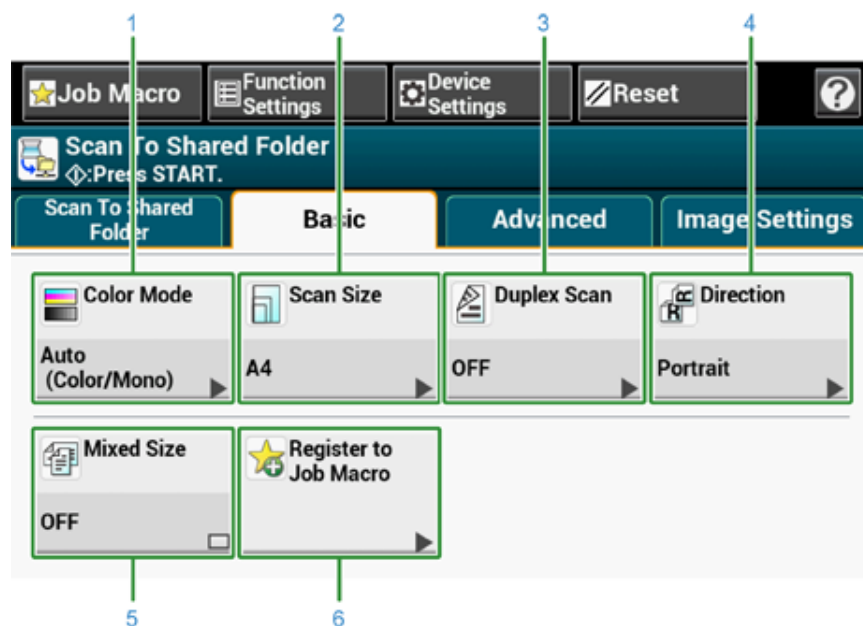 1 2 3 4
Job Macro
Function
Settings
Device
Settings
Reset
?
Scan To Shared Folder
:Press START.
Scan To Shared
Folder
Basic
Advanced
Image Settings
Color Mode
Auto
(Color/Mono)
Scan Size
A4
Duplex Scan
OFF
Direction
Portrait
Mixed Size
OFF
Register to
Job Macro
5 6